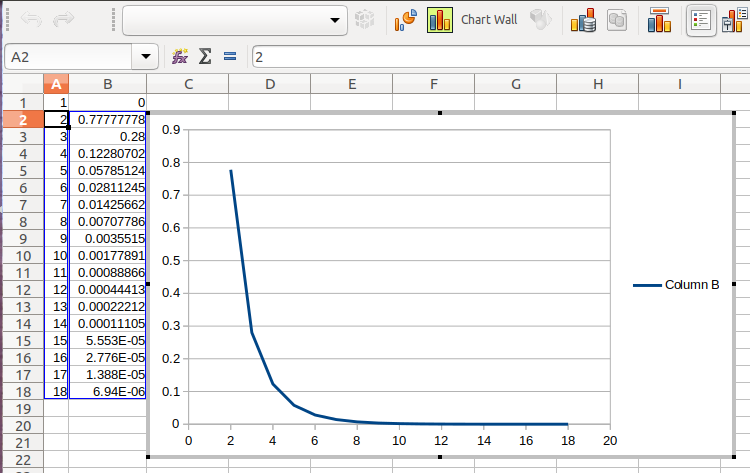 Chart Wall
A2
fx Σ = 2
A B C D E F G H I
1 1 0
2 2 0.77777778
3 3 0.28
4 4 0.12280702
5 5 0.05785124
6 6 0.02811245
7 7 0.01425662
8 8 0.00707786
9 9 0.0035515
10 10 0.00177891
11 11 0.00088866
12 12 0.00044413
13 13 0.00022212
14 14 0.00011105
15 15 5.553E-05
16 16 2.776E-05
17 17 1.388E-05
18 18 6.94E-06
19
20
21
22
0.9
0.8
0.7
0.6
0.5
0.4
0.3
0.2
0.1
0
0 2 4 6 8 10 12 14 16 18 20
Column B